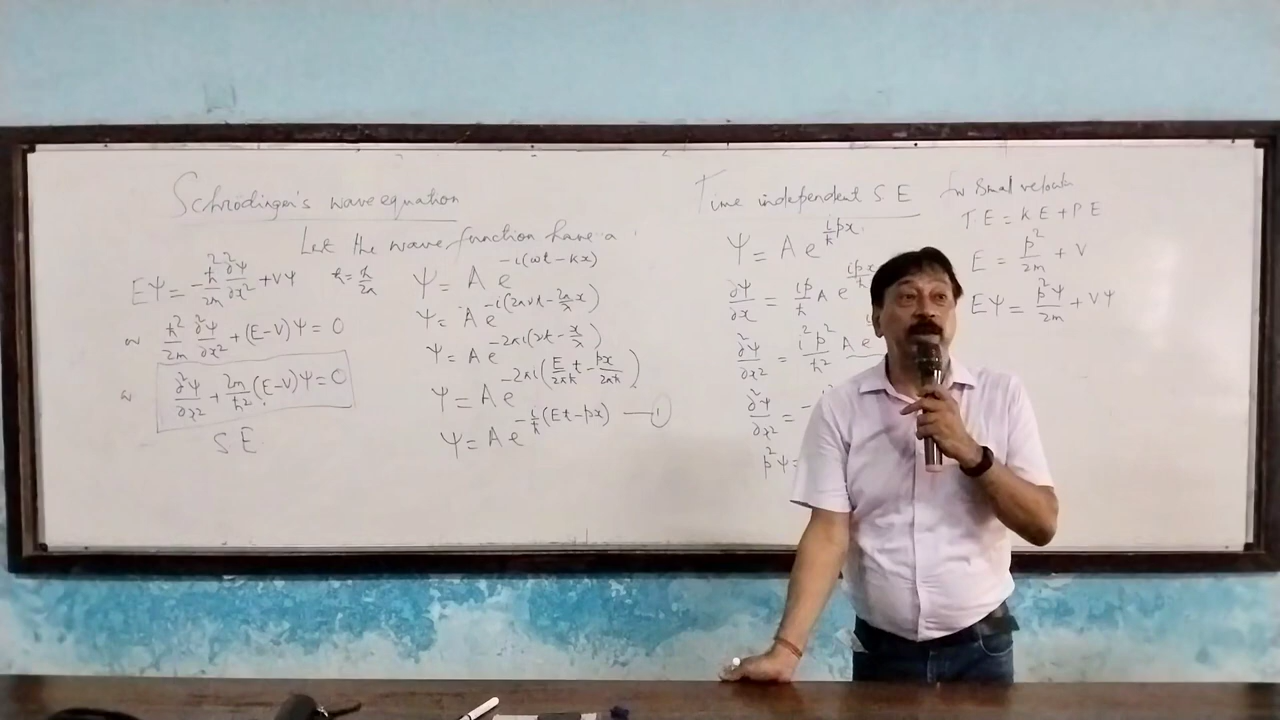 Schrodinger's wave equation
Let the wave function have a
Eψ = -ħ²/2m ∂²ψ/∂x² + Vψ
ħ = h/2π
or ħ²/2m ∂²ψ/∂x² + (E-V)ψ = 0
or ∂²ψ/∂x² + 2m/ħ² (E-V)ψ = 0
S E
ψ = A e^-i(ωt - kx)
ψ = A e^-i(2πνt - 2π/λ x)
ψ = A e^-2πi(νt - x/λ)
ψ = A e^-2πi(E/2πħ t - px/2πħ)
ψ = A e^-i/ħ(Et - px) — ①
Time independent S E
ψ = A e^i/ħ px
∂ψ/∂x = ip/ħ A e^ipx/ħ
∂²ψ/∂x² = i²p²/ħ² A e
∂²ψ/∂x² = -
p²ψ =
for small velocity
T E = K E + P E
E = p²/2m + V
Eψ = p²ψ/2m + Vψ